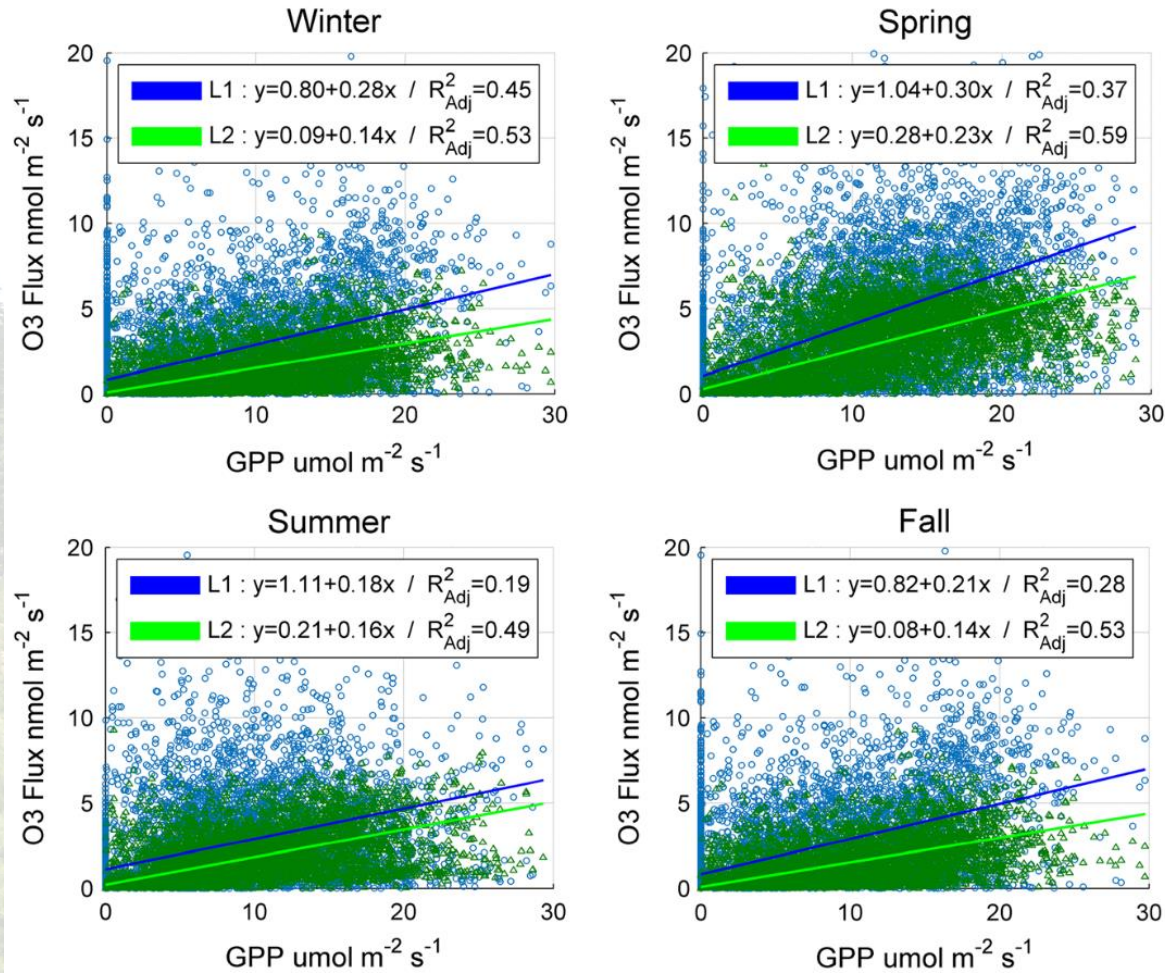 Winter
20
15
10
5
0
0 10 20 30
O3 Flux nmol m⁻² s⁻¹
GPP umol m⁻² s⁻¹
L1 : y=0.80+0.28x / R²Adj=0.45
L2 : y=0.09+0.14x / R²Adj=0.53
Spring
20
15
10
5
0
0 10 20 30
O3 Flux nmol m⁻² s⁻¹
GPP umol m⁻² s⁻¹
L1 : y=1.04+0.30x / R²Adj=0.37
L2 : y=0.28+0.23x / R²Adj=0.59
Summer
20
15
10
5
0
0 10 20 30
O3 Flux nmol m⁻² s⁻¹
GPP umol m⁻² s⁻¹
L1 : y=1.11+0.18x / R²Adj=0.19
L2 : y=0.21+0.16x / R²Adj=0.49
Fall
20
15
10
5
0
0 10 20 30
O3 Flux nmol m⁻² s⁻¹
GPP umol m⁻² s⁻¹
L1 : y=0.82+0.21x / R²Adj=0.28
L2 : y=0.08+0.14x / R²Adj=0.53